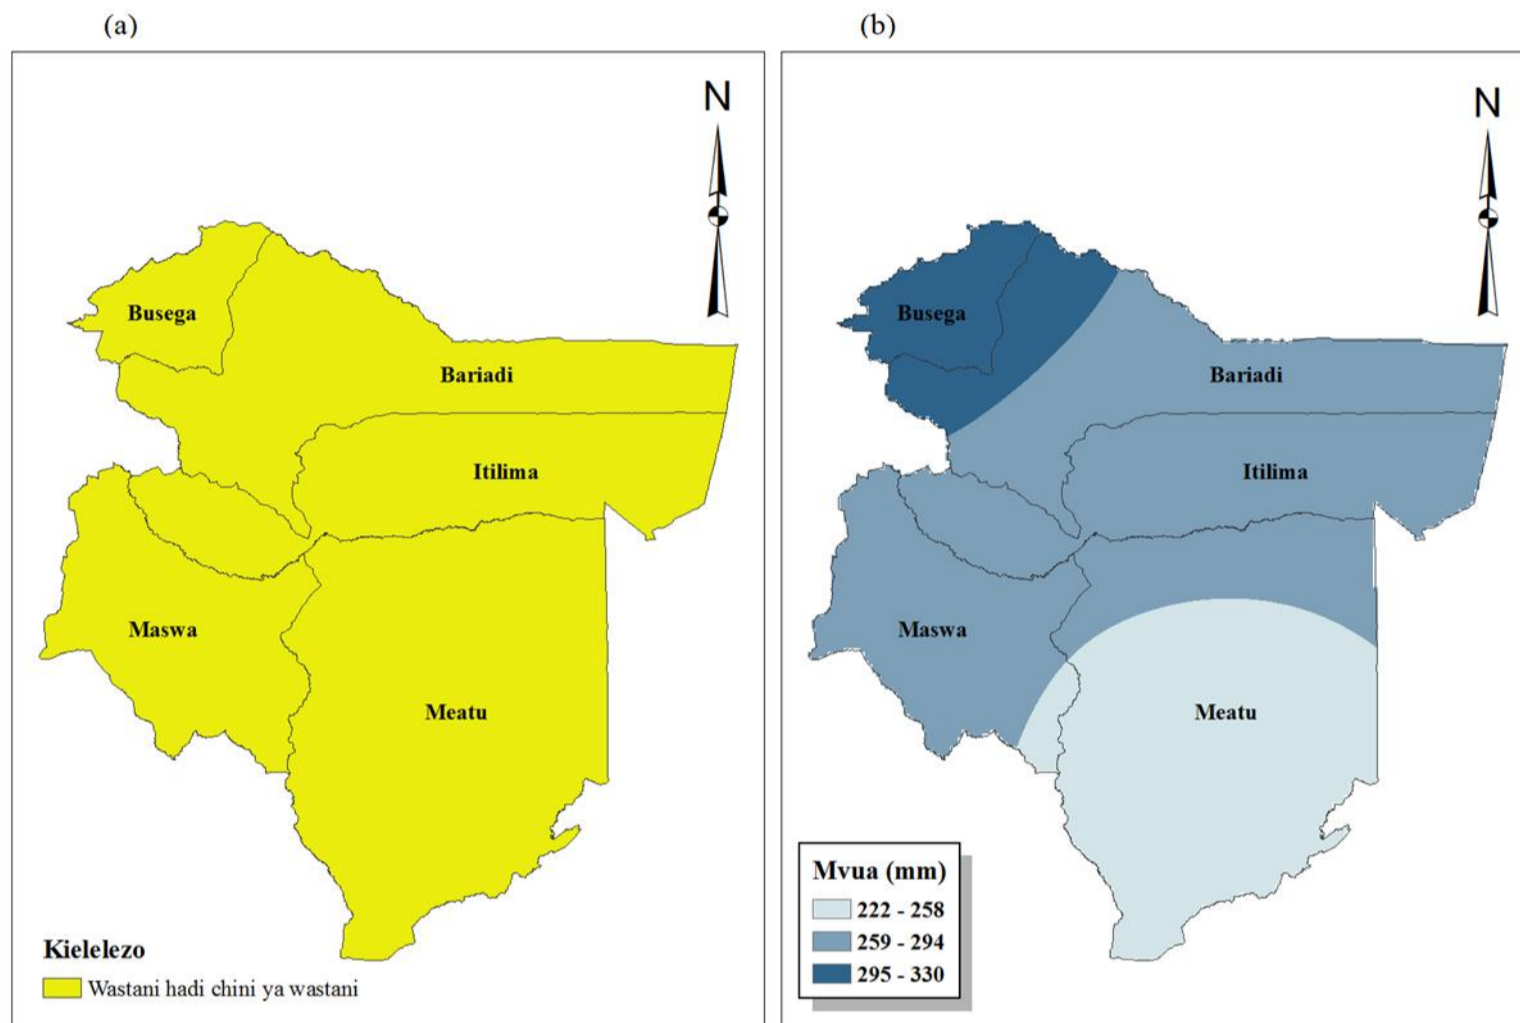 (a)
N
Busega
Bariadi
Itilima
Maswa
Meatu
Kielelezo
Wastani hadi chini ya wastani
(b)
N
Busega
Bariadi
Itilima
Maswa
Meatu
Mvua (mm)
222 - 258
259 - 294
295 - 330